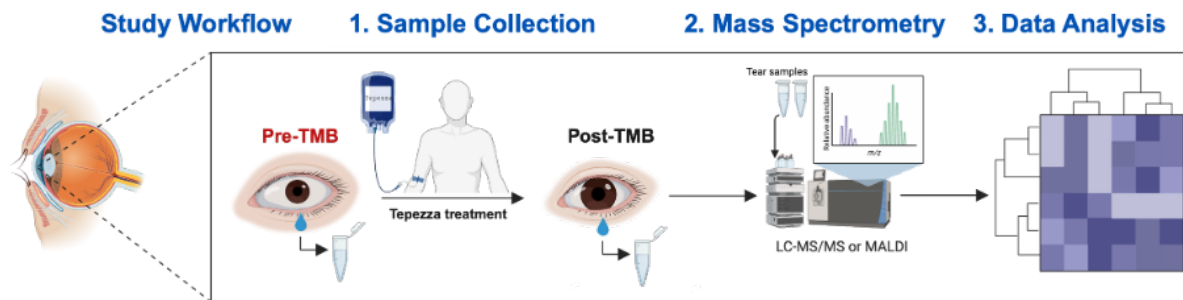 Study Workflow
1. Sample Collection
2. Mass Spectrometry
3. Data Analysis
Tepezza
Pre-TMB
Tepezza treatment
Post-TMB
Tear samples
Relative abundance
m/z
LC-MS/MS or MALDI